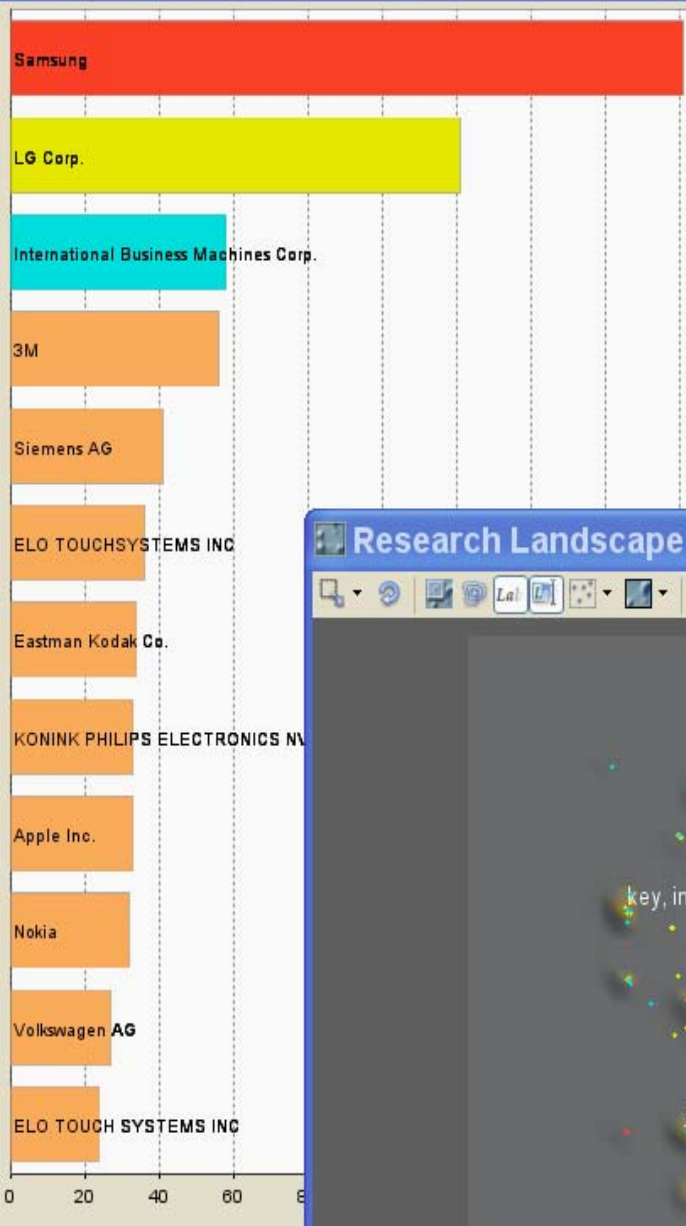 Samsung
LG Corp.
International Business Machines Corp.
3M
Siemens AG
ELO TOUCHSYSTEMS INC
Eastman Kodak Co.
KONINK PHILIPS ELECTRONICS NV
Apple Inc.
Nokia
Volkswagen AG
ELO TOUCH SYSTEMS INC
0 20 40 60
Research Landscape
Lab
key,